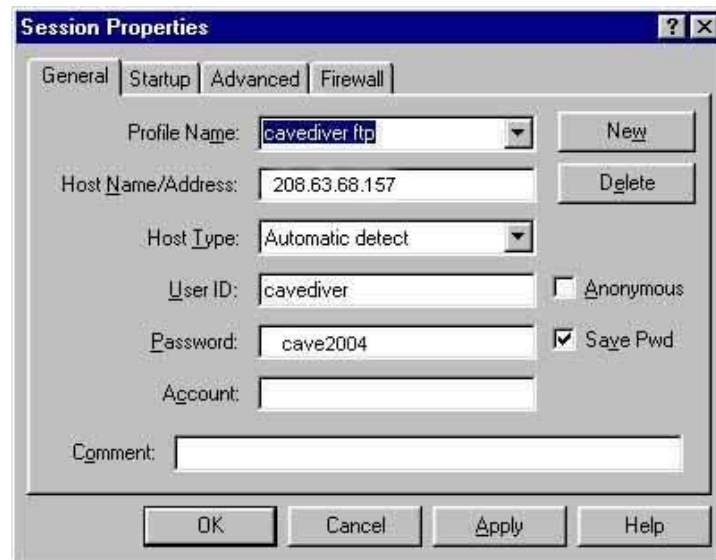 Session Properties
General Startup Advanced Firewall
Profile Name: cavediver ftp New
Host Name/Address: 208.63.68.157 Delete
Host Type: Automatic detect
User ID: cavediver Anonymous
Password: cave2004 Save Pwd
Account:
Comment:
OK Cancel Apply Help